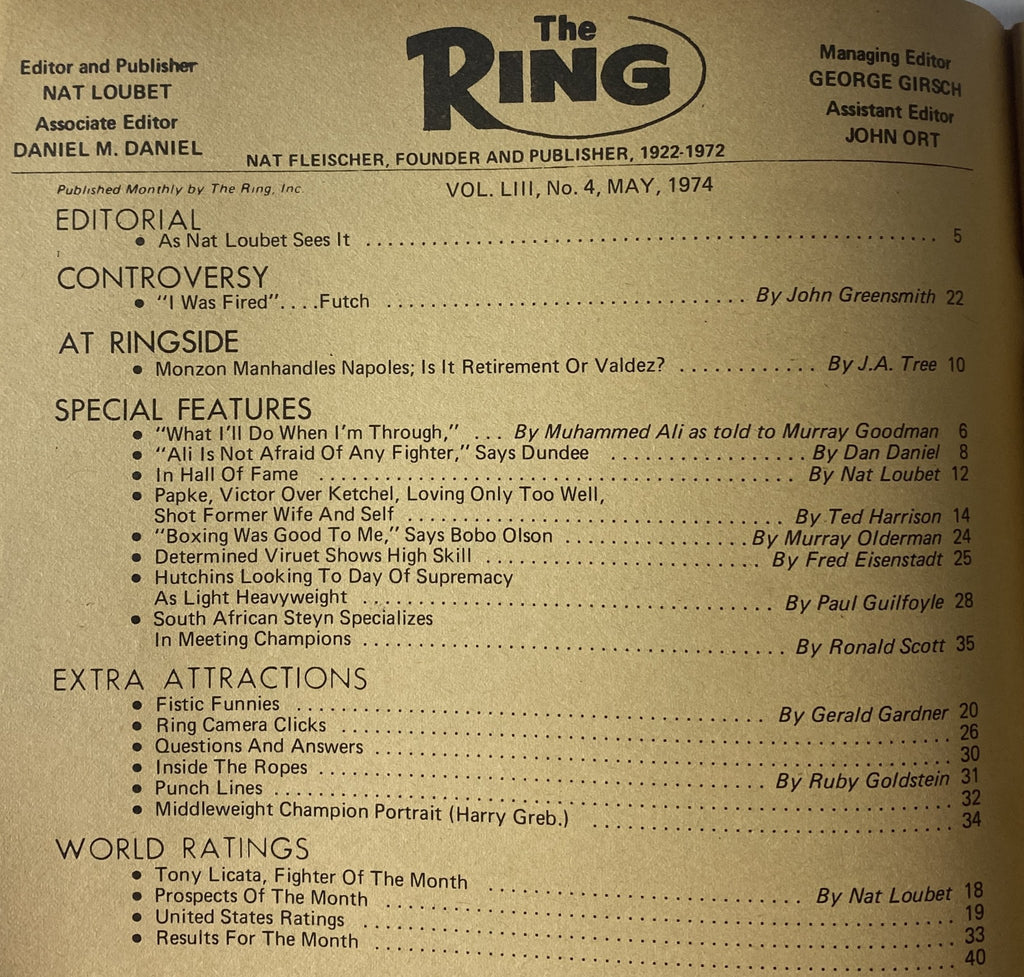 The
RING
Editor and Publisher
NAT LOUBET
Associate Editor
DANIEL M. DANIEL
Managing Editor
GEORGE GIRSCH
Assistant Editor
JOHN ORT
NAT FLEISCHER, FOUNDER AND PUBLISHER, 1922-1972
Published Monthly by The Ring, Inc.
VOL. LIII, No. 4, MAY, 1974
EDITORIAL
• As Nat Loubet Sees It ........................ 5
CONTROVERSY
• "I Was Fired"....Futch ........................ By John Greensmith 22
AT RINGSIDE
• Monzon Manhandles Napoles; Is It Retirement Or Valdez? ............ By J.A. Tree 10
SPECIAL FEATURES
• "What I'll Do When I'm Through," ... By Muhammed Ali as told to Murray Goodman 6
• "Ali Is Not Afraid Of Any Fighter," Says Dundee ................ By Dan Daniel 8
• In Hall Of Fame ........................ By Nat Loubet 12
• Papke, Victor Over Ketchel, Loving Only Too Well,
Shot Former Wife And Self ........................ By Ted Harrison 14
• "Boxing Was Good To Me," Says Bobo Olson ................ By Murray Olderman 24
• Determined Viruet Shows High Skill ........................ By Fred Eisenstadt 25
• Hutchins Looking To Day Of Supremacy
As Light Heavyweight ........................ By Paul Guilfoyle 28
• South African Steyn Specializes
In Meeting Champions ........................ By Ronald Scott 35
EXTRA ATTRACTIONS
• Fistic Funnies ........................ By Gerald Gardner 20
• Ring Camera Clicks ........................ 26
• Questions And Answers ........................ 30
• Inside The Ropes ........................ By Ruby Goldstein 31
• Punch Lines ........................ 32
• Middleweight Champion Portrait (Harry Greb.) ........................ 34
WORLD RATINGS
• Tony Licata, Fighter Of The Month ........................ By Nat Loubet 18
• Prospects Of The Month ........................ 19
• United States Ratings ........................ 33
• Results For The Month ........................ 40